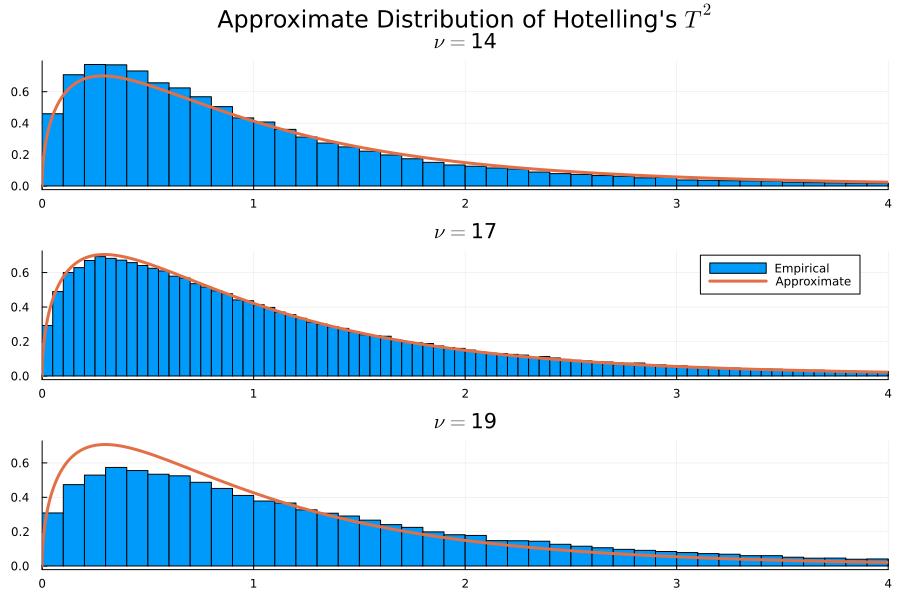 Approximate Distribution of Hotelling's T²
ν = 14
0.6
0.4
0.2
0.0
0 1 2 3 4
ν = 17
0.6
0.4
0.2
0.0
Empirical
Approximate
0 1 2 3 4
ν = 19
0.6
0.4
0.2
0.0
0 1 2 3 4